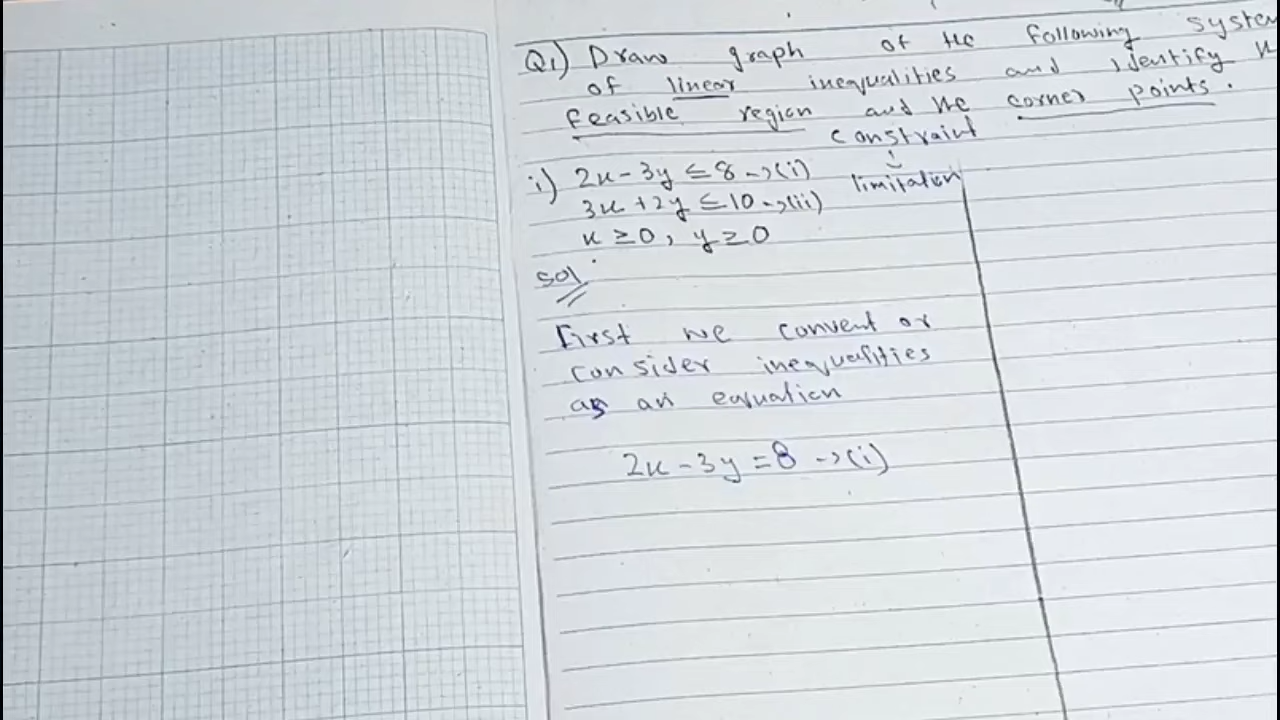 Q1) Draw graph of the following system
of linear inequalities and identify
feasible region and the corner points.
constraint
↓
limitation
i) 2x - 3y ≤ 8 → (i)
3x + 2y ≤ 10 → (ii)
x ≥ 0, y ≥ 0
Sol
First we convert or
consider inequalities
as an equation
2x - 3y = 8 → (i)